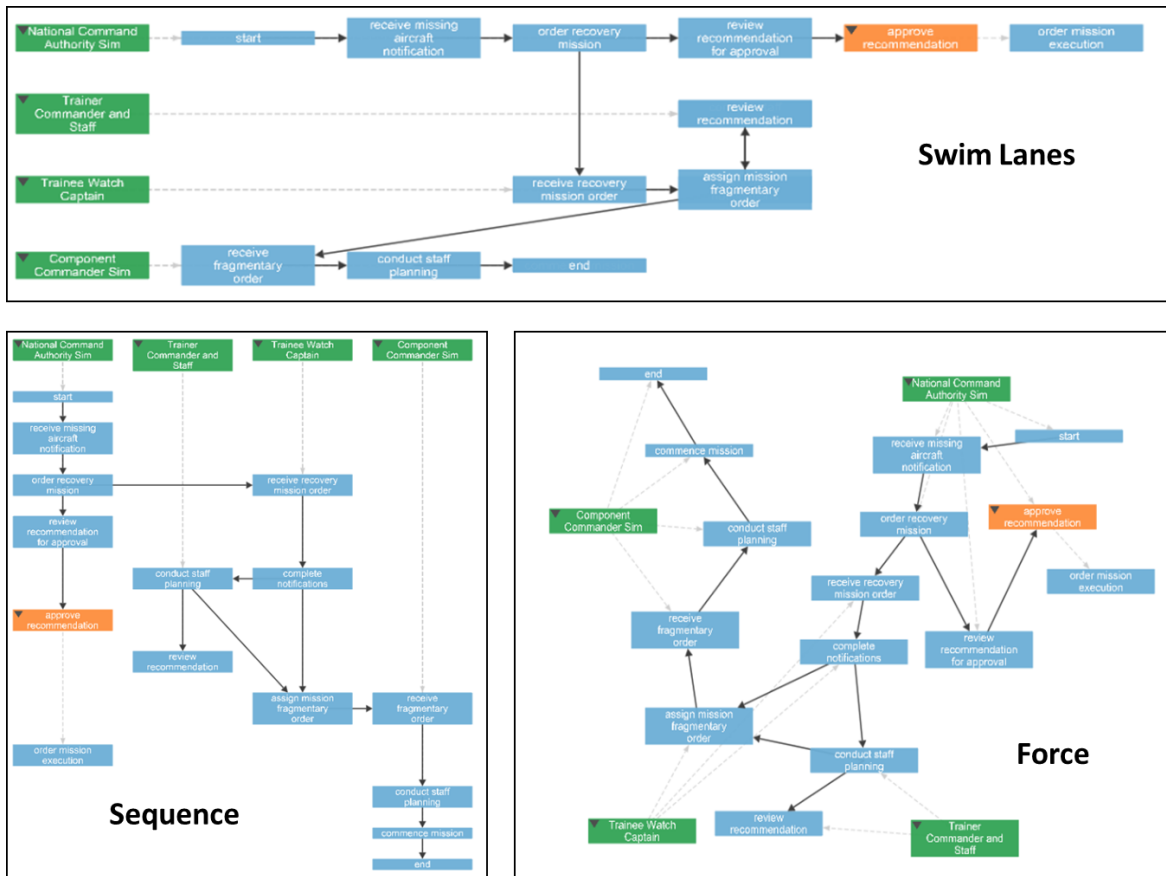 National Command
Authority Sim
start
receive missing
aircraft
notification
order recovery
mission
review
recommendation
for approval
approve
recommendation
order mission
execution
Trainer
Commander and
Staff
review
recommendation
Swim Lanes
Trainee Watch
Captain
receive recovery
mission order
assign mission
fragmentary
order
Component
Commander Sim
receive
fragmentary
order
conduct staff
planning
end
National Command
Authority Sim
Trainer
Commander and
Staff
Trainee Watch
Captain
Component
Commander Sim
start
receive missing
aircraft
notification
order recovery
mission
receive recovery
mission order
review
recommendation
for approval
conduct staff
planning
complete
notifications
approve
recommendation
review
recommendation
assign mission
fragmentary
order
receive
fragmentary
order
order mission
execution
conduct staff
planning
Sequence
commence mission
end
end
National Command
Authority Sim
start
receive missing
aircraft
notification
commence mission
Component
Commander Sim
conduct staff
planning
order recovery
mission
approve
recommendation
order mission
execution
receive recovery
mission order
receive
fragmentary
order
complete
notifications
review
recommendation
for approval
assign mission
fragmentary
order
conduct staff
planning
Force
Trainee Watch
Captain
review
recommendation
Trainer
Commander and
Staff